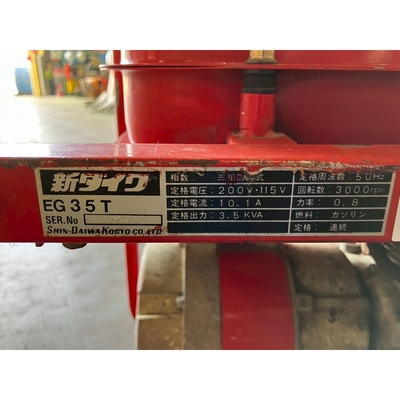 新ダイワ
EG35T
SER.No
SHIN-DAIWA KOGYO CO.,LTD.
相数: 三相四線式 定格周波数: 50Hz
定格電圧: 200V・115V 回転数: 3000rpm
定格電流: 10.1A 力率: 0.8
定格出力: 3.5KVA 燃料: ガソリン
定格: 連続